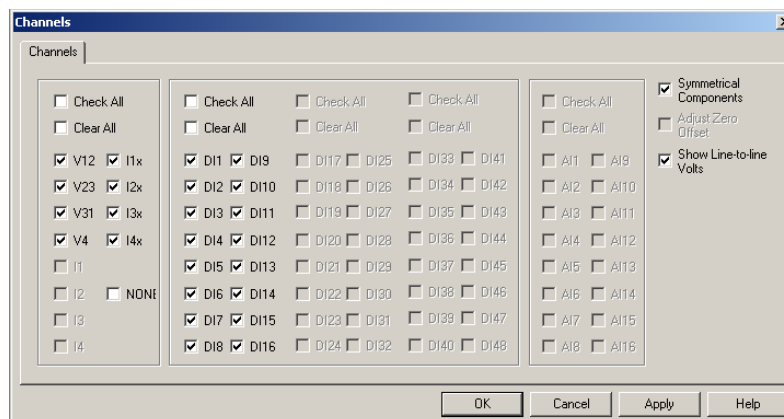 Channels
Channels
Check All Check All Check All Check All Check All Symmetrical Components
Clear All Clear All Clear All Clear All Clear All Adjust Zero Offset
V12 I1x DI1 DI9 DI17 DI25 DI33 DI41 AI1 AI9 Show Line-to-line Volts
V23 I2x DI2 DI10 DI18 DI26 DI34 DI42 AI2 AI10
V31 I3x DI3 DI11 DI19 DI27 DI35 DI43 AI3 AI11
V4 I4x DI4 DI12 DI20 DI28 DI36 DI44 AI4 AI12
I1 DI5 DI13 DI21 DI29 DI37 DI45 AI5 AI13
I2 NONE DI6 DI14 DI22 DI30 DI38 DI46 AI6 AI14
I3 DI7 DI15 DI23 DI31 DI39 DI47 AI7 AI15
I4 DI8 DI16 DI24 DI32 DI40 DI48 AI8 AI16
OK Cancel Apply Help